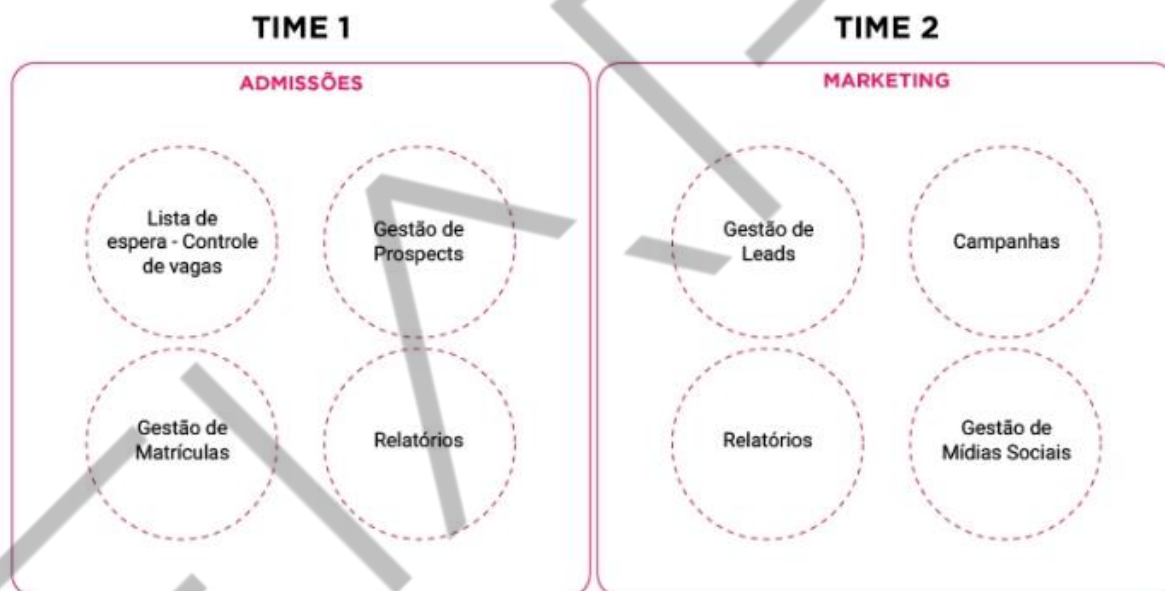 TIME 1
ADMISSÕES
Lista de
espera - Controle
de vagas
Gestão de
Prospects
Gestão de
Matrículas
Relatórios
TIME 2
MARKETING
Gestão de
Leads
Campanhas
Relatórios
Gestão de
Mídias Sociais